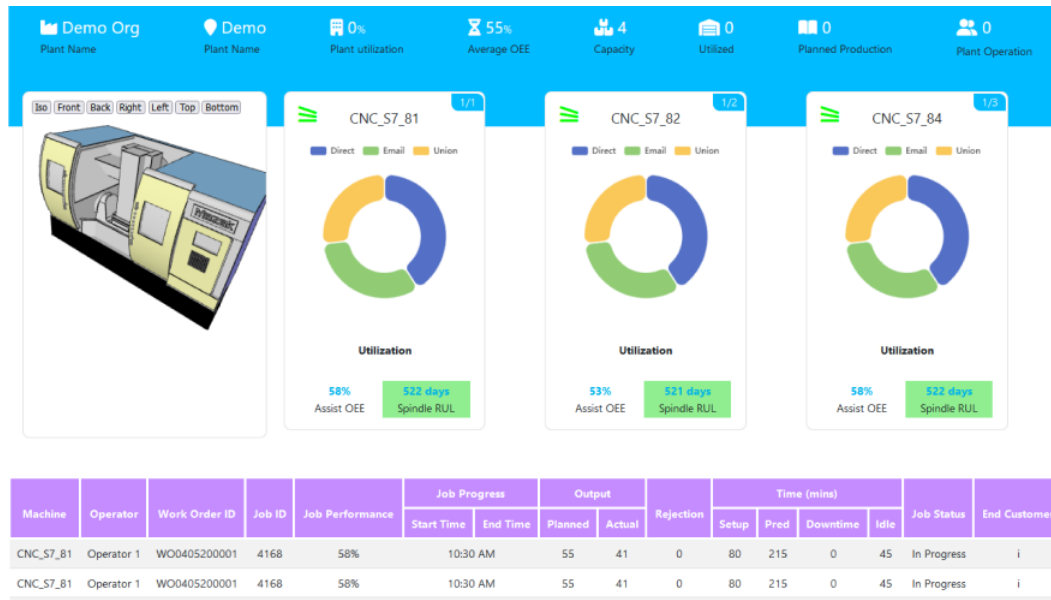 Demo Org Demo 0% 55% 4 0 0 0
Plant Name Plant Name Plant utilization Average OEE Capacity Utilized Planned Production Plant Operation
Iso Front Back Right Left Top Bottom
Mazak
1/1
CNC_S7_81
Direct Email Union
Utilization
58% 522 days
Assist OEE Spindle RUL
1/2
CNC_S7_82
Direct Email Union
Utilization
53% 521 days
Assist OEE Spindle RUL
1/3
CNC_S7_84
Direct Email Union
Utilization
58% 522 days
Assist OEE Spindle RUL
Machine Operator Work Order ID Job ID Job Performance Job Progress Output Rejection Time (mins) Job Status End Customer
Start Time End Time Planned Actual Setup Pred Downtime Idle
CNC_S7_81 Operator 1 WO0405200001 4168 58% 10:30 AM 55 41 0 80 215 0 45 In Progress i
CNC_S7_81 Operator 1 WO0405200001 4168 58% 10:30 AM 55 41 0 80 215 0 45 In Progress i